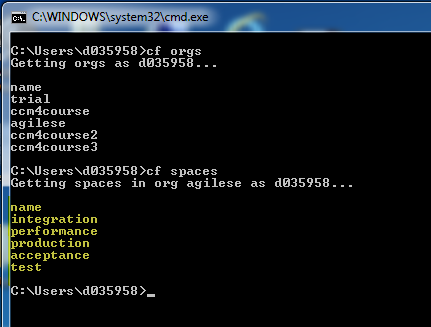 C:\WINDOWS\system32\cmd.exe
C:\Users\d035958>cf orgs
Getting orgs as d035958...
name
trial
ccm4course
agilese
ccm4course2
ccm4course3
C:\Users\d035958>cf spaces
Getting spaces in org agilese as d035958...
name
integration
performance
production
acceptance
test
C:\Users\d035958>_